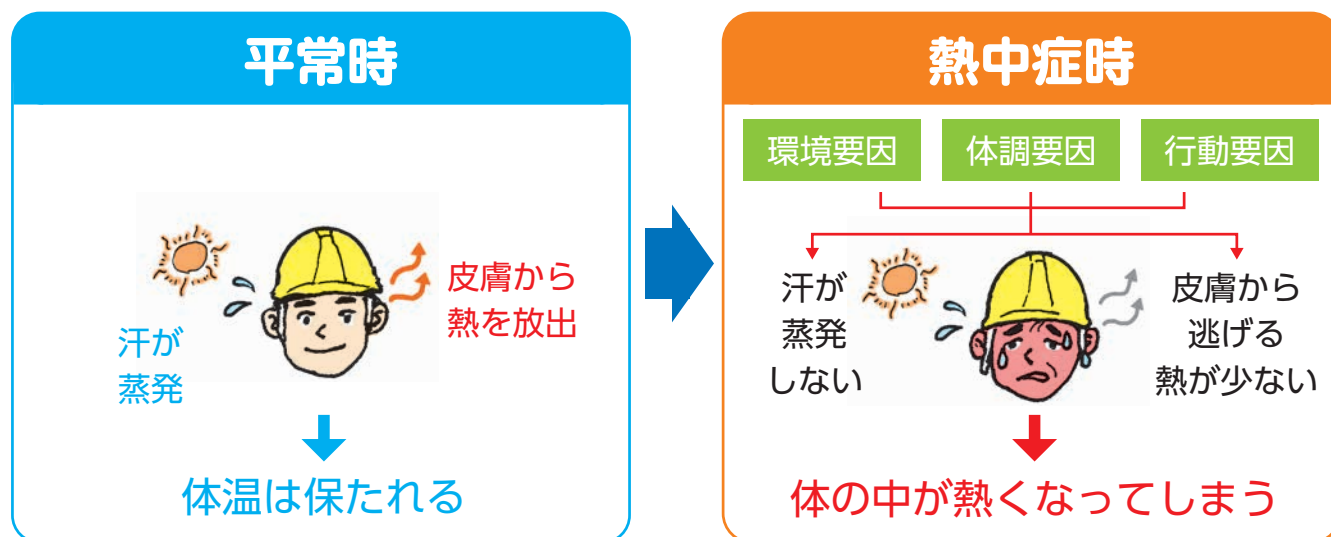 平常時
汗が
蒸発
皮膚から
熱を放出
体温は保たれる
熱中症時
環境要因
体調要因
行動要因
汗が
蒸発
しない
皮膚から
逃げる
熱が少ない
体の中が熱くなってしまう